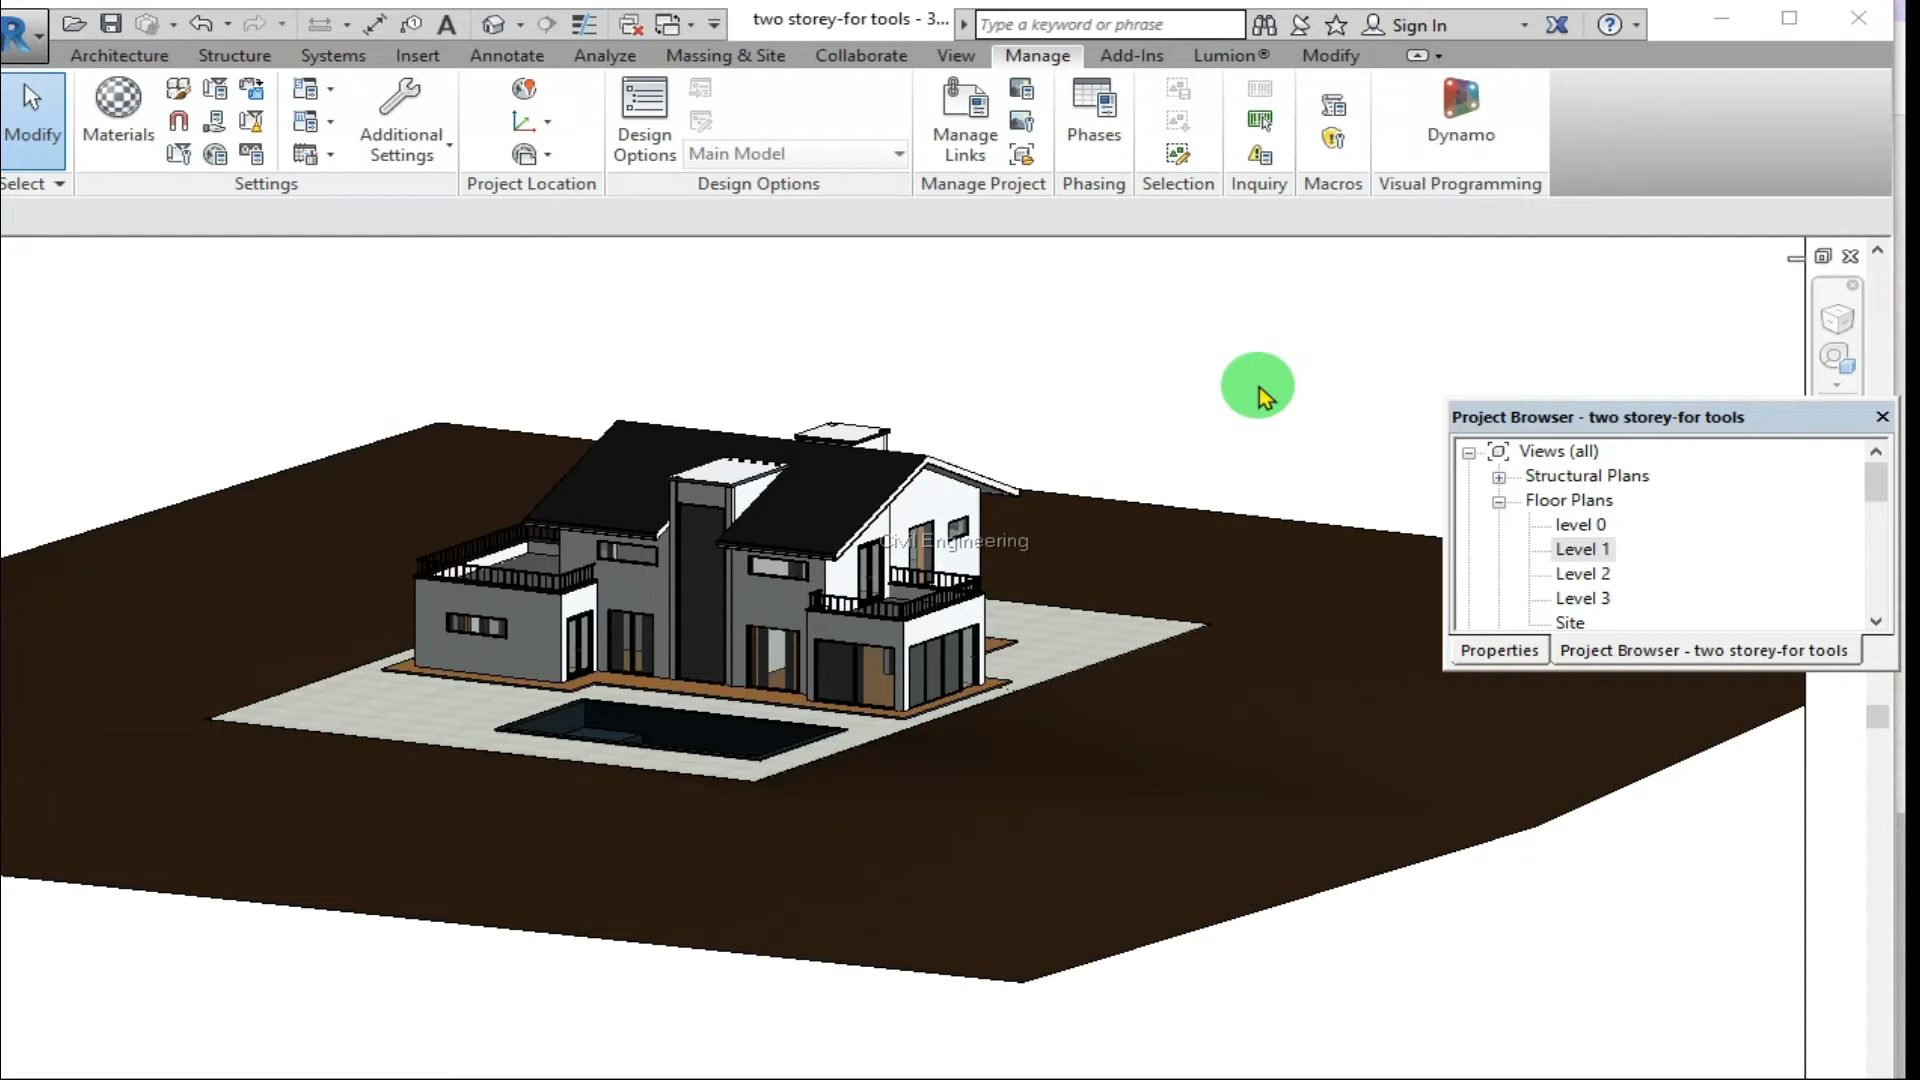 two storey-for tools - 3...
Type a keyword or phrase
Sign In
Architecture Structure Systems Insert Annotate Analyze Massing & Site Collaborate View Manage Add-Ins Lumion® Modify
Modify
Materials
Additional Settings
Design Options
Main Model
Manage Links
Phases
Dynamo
Select
Settings
Project Location
Design Options
Manage Project
Phasing
Selection
Inquiry
Macros
Visual Programming
Project Browser - two storey-for tools
Views (all)
Structural Plans
Floor Plans
level 0
Level 1
Level 2
Level 3
Site
Properties
Project Browser - two storey-for tools
Civil Engineering